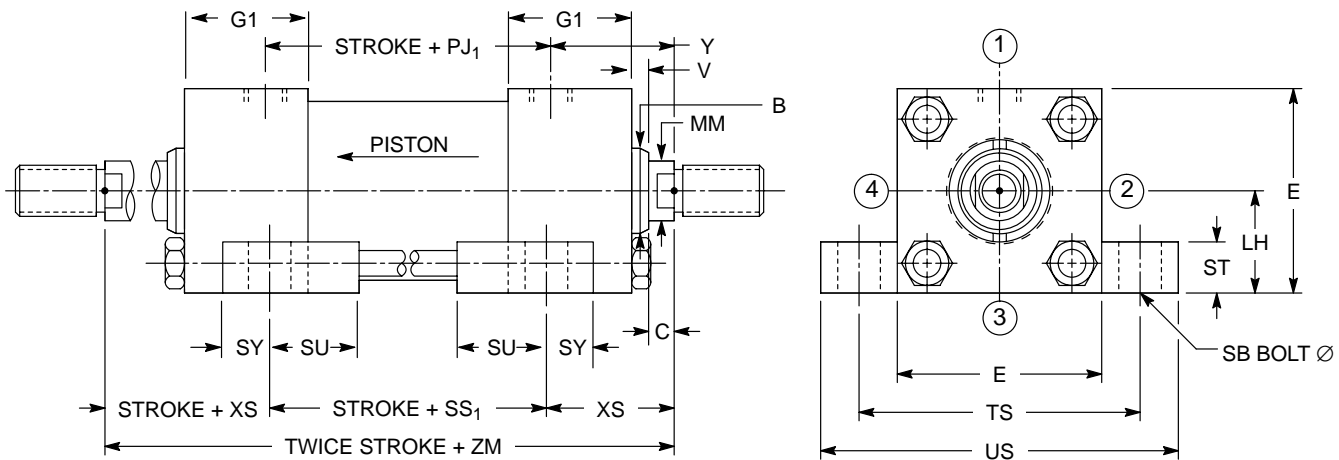 G1 G1
STROKE + PJ₁ Y
V
B
MM
PISTON
C
SY SU SU SY
STROKE + XS STROKE + SS₁ XS
TWICE STROKE + ZM
1
4 2
E
LH
ST
3
SB BOLT Ø
E
TS
US